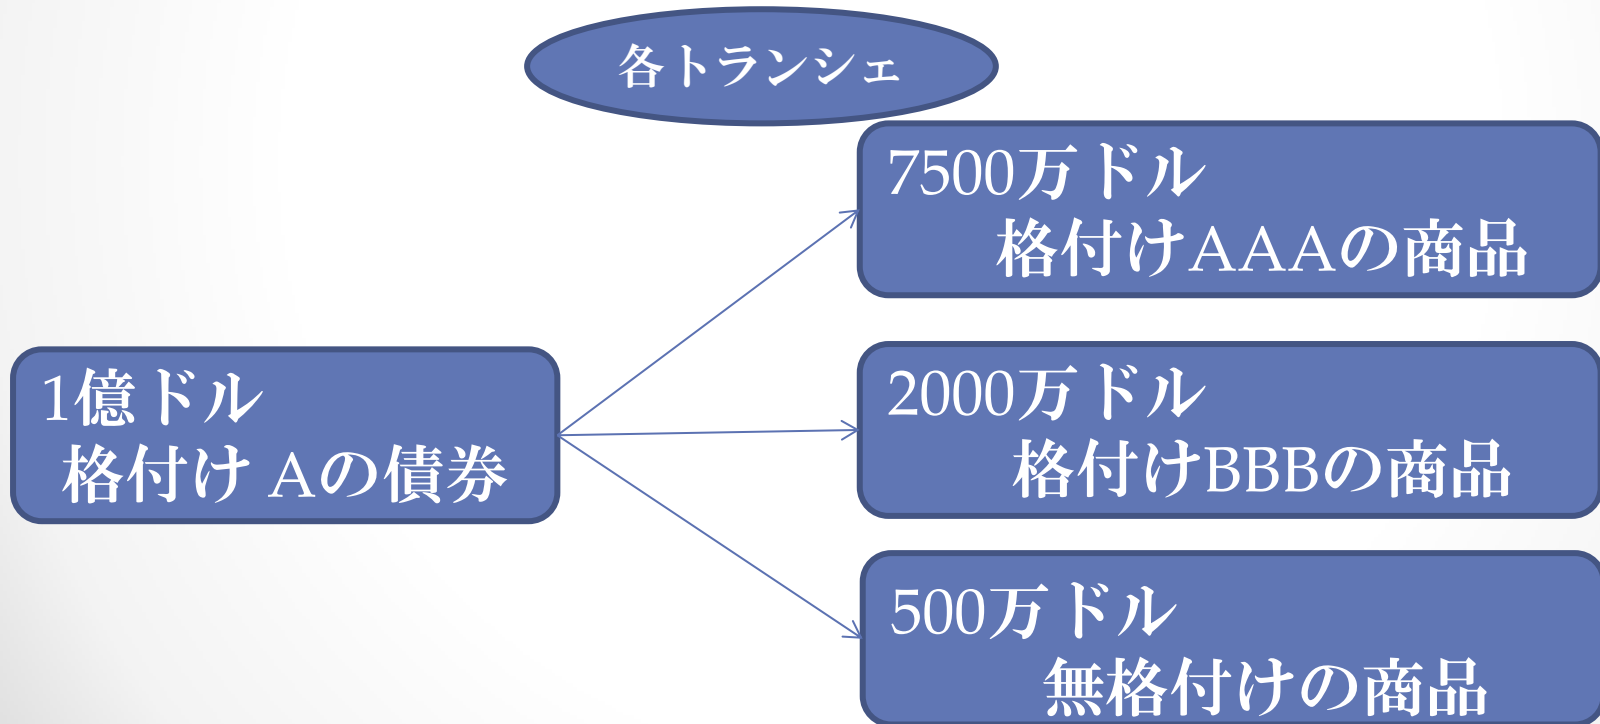 各トランシェ
7500万ドル
格付けAAAの商品
1億ドル
格付け Aの債券
2000万ドル
格付けBBBの商品
500万ドル
無格付けの商品